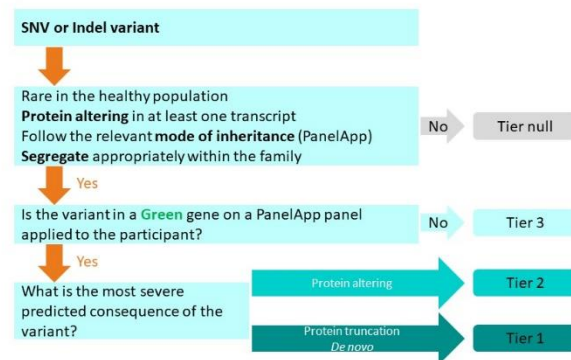 SNV or Indel variant
Rare in the healthy population
Protein altering in at least one transcript
Follow the relevant mode of inheritance (PanelApp)
Segregate appropriately within the family
No
Tier null
Yes
Is the variant in a Green gene on a PanelApp panel
applied to the participant?
No
Tier 3
Yes
What is the most severe
predicted consequence of the
variant?
Protein altering
Tier 2
Protein truncation
De novo
Tier 1